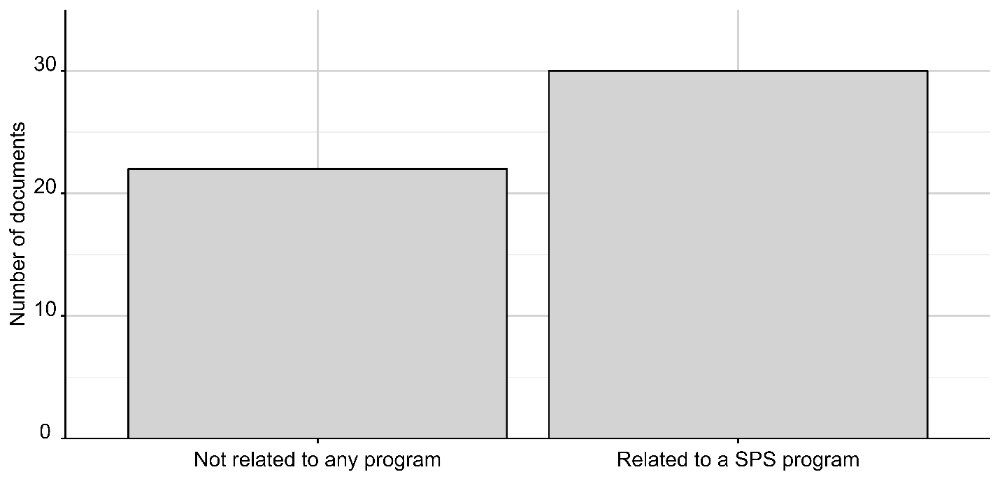 Number of documents
30
20
10
0
Not related to any program
Related to a SPS program